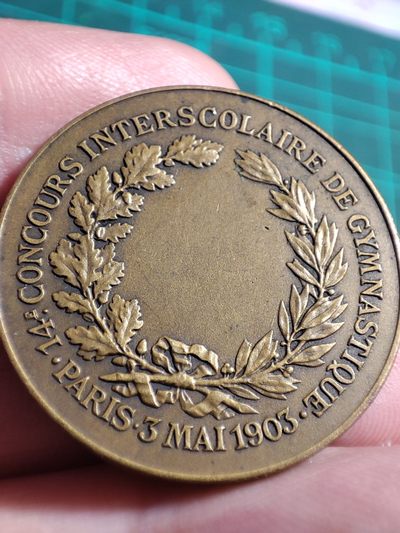 14ᴱ CONCOURS INTERSCOLAIRE DE GYMNASTIQUE ·
PARIS · 3 MAI 1903 ·